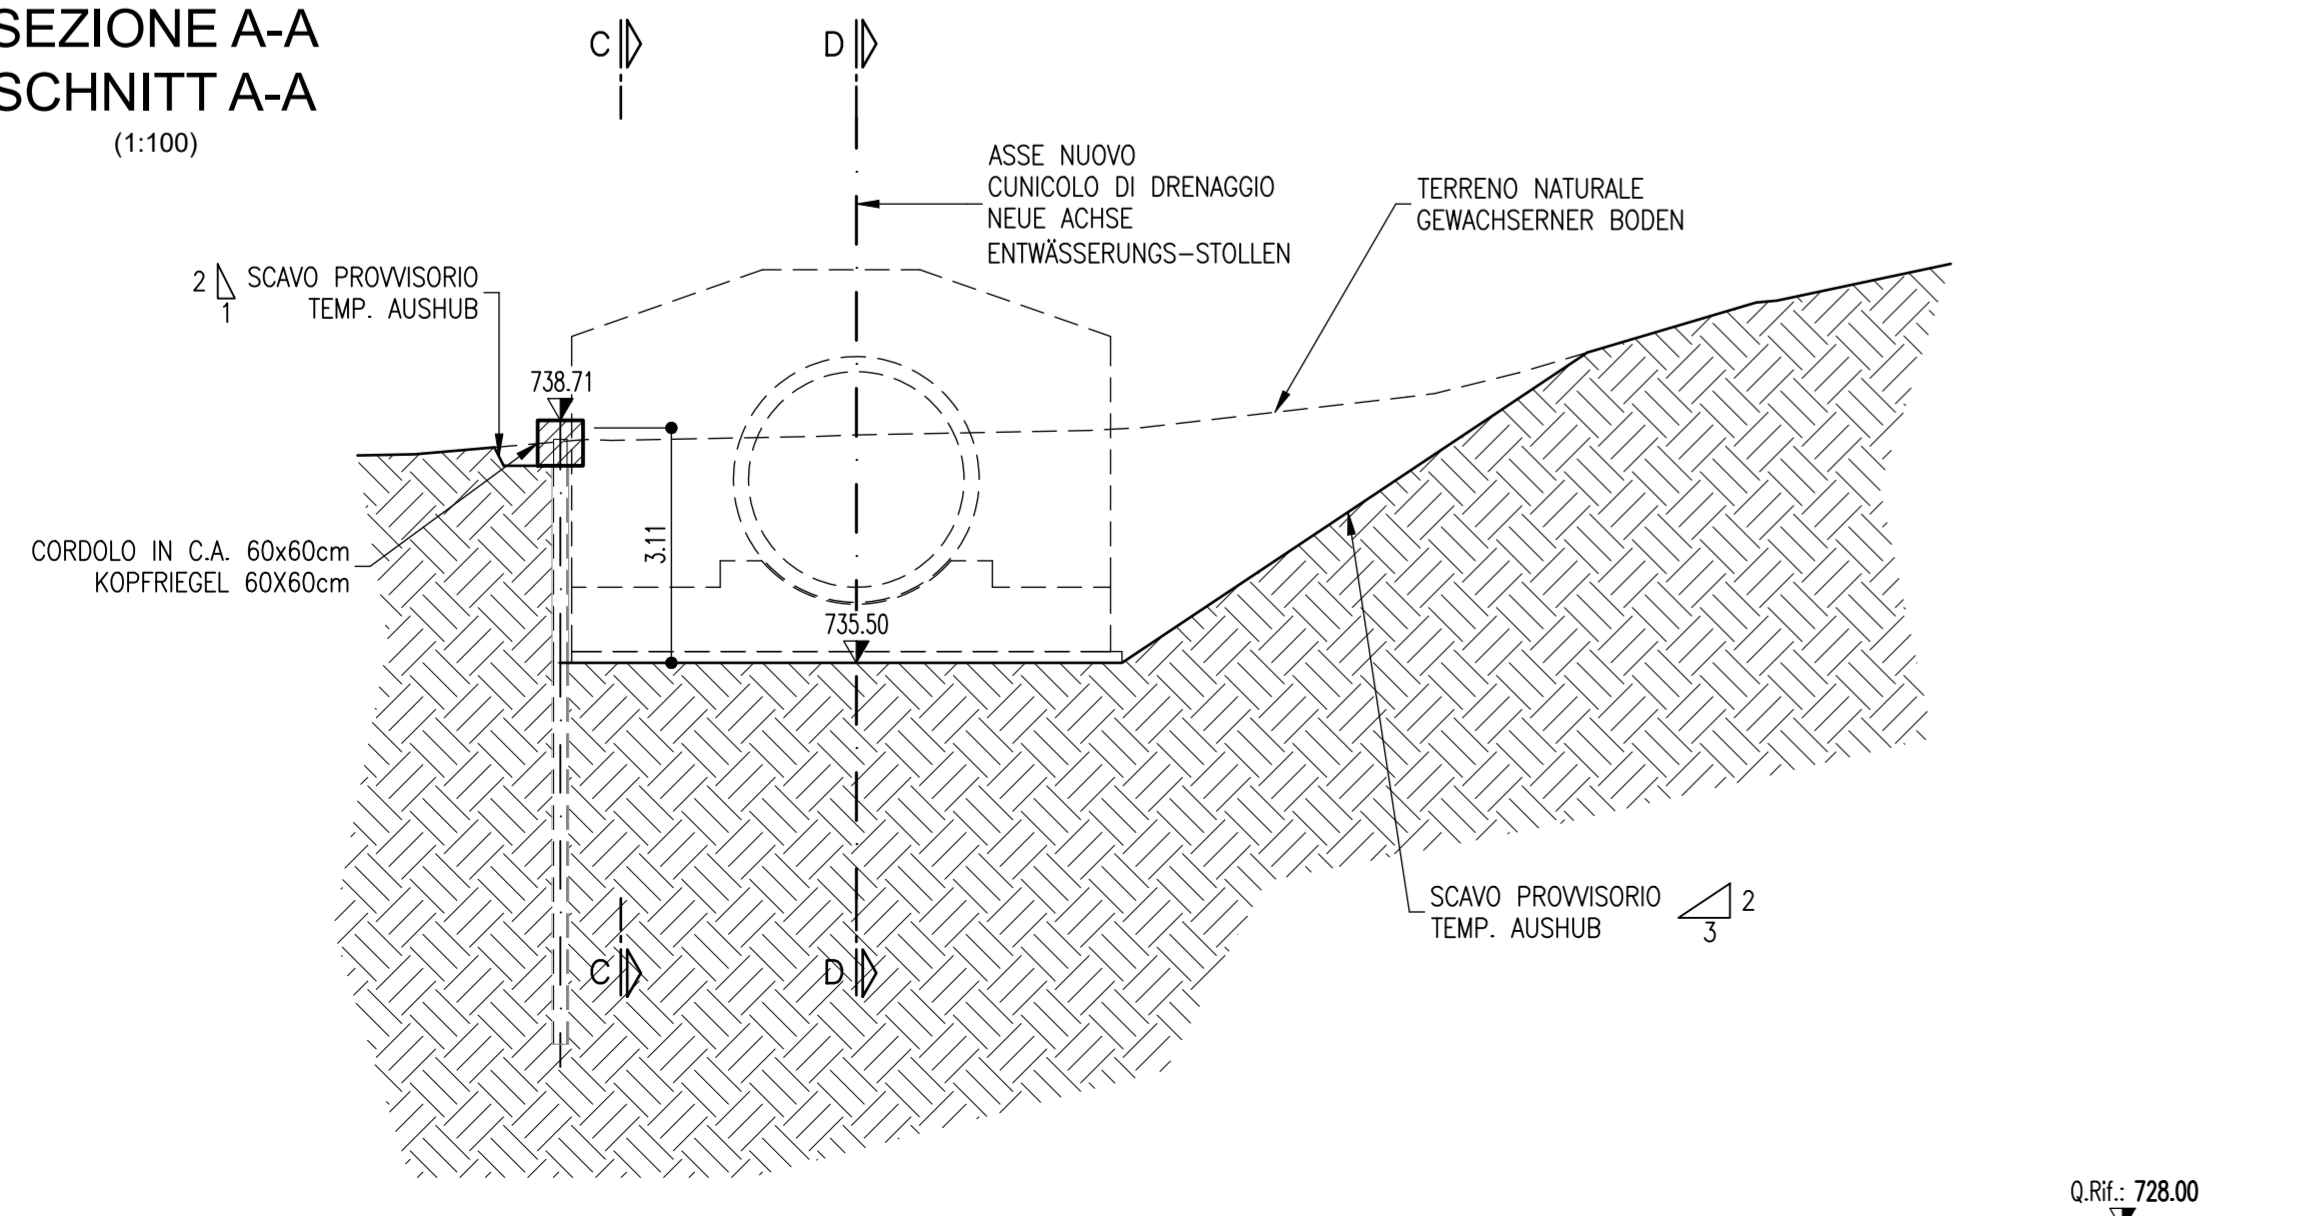 SEZIONE A-A
SCHNITT A-A
(1:100)
C
D
ASSE NUOVO
CUNICOLO DI DRENAGGIO
NEUE ACHSE
ENTWÄSSERUNGS-STOLLEN
TERRENO NATURALE
GEWACHSERNER BODEN
2
1
SCAVO PROVVISORIO
TEMP. AUSHUB
738.71
3.11
CORDOLO IN C.A. 60x60cm
KOPFRIEGEL 60X60cm
735.50
SCAVO PROVVISORIO
TEMP. AUSHUB
2
3
C
D
Q.Rif.: 728.00